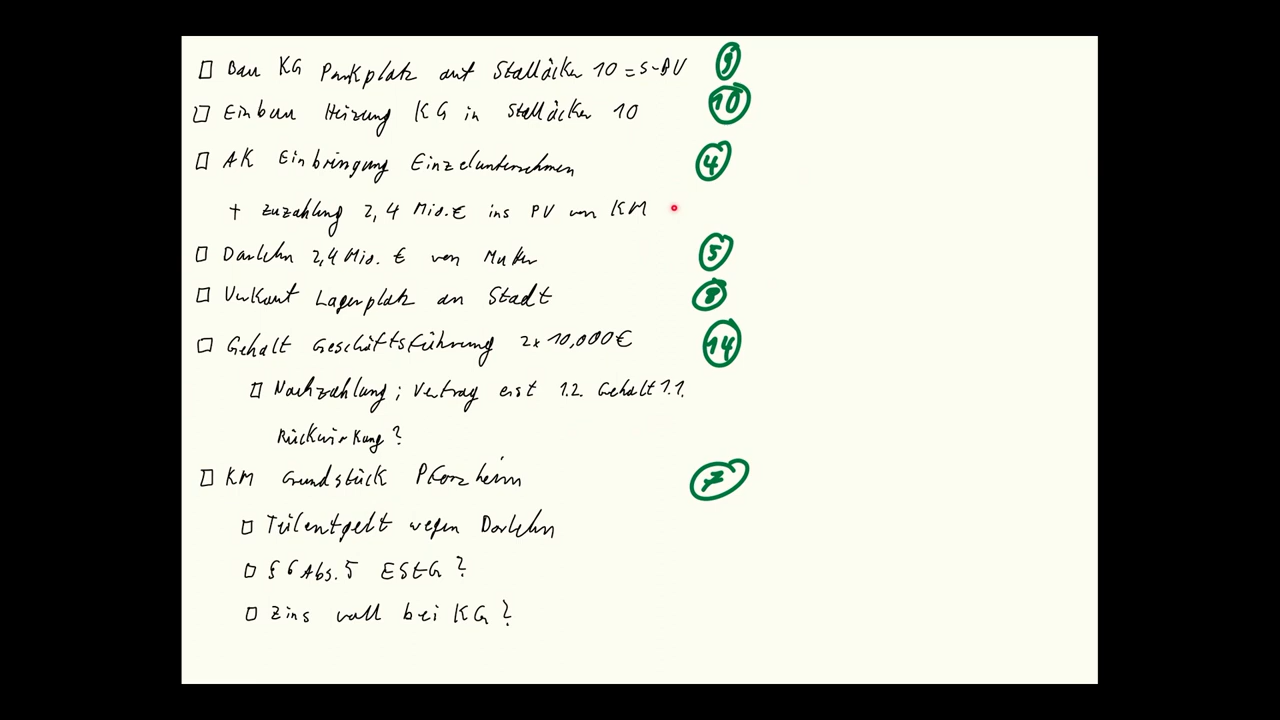 □ Bau KG Parkplatz auf Stalläcker 10 = S-BV 9
□ Einbau Heizung KG in Stalläcker 10 10
□ AK Einbringung Einzelunternehmen 4
+ Zuzahlung 2,4 Mio.€ ins PV von KM
□ Darlehn 2,4 Mio. € von Mutter 5
□ Verkauf Lagerplatz an Stadt 8
□ Gehalt Geschäftsführung 2x 10.000€ 14
□ Nachzahlung; Vertrag erst 1.2. Gehalt 1.1.
Rückwirkung?
□ KM Grundstück Pforzheim 7
□ Teilentgelt wegen Darlehn
□ § 6 Abs. 5 EStG?
□ Zins voll bei KG?